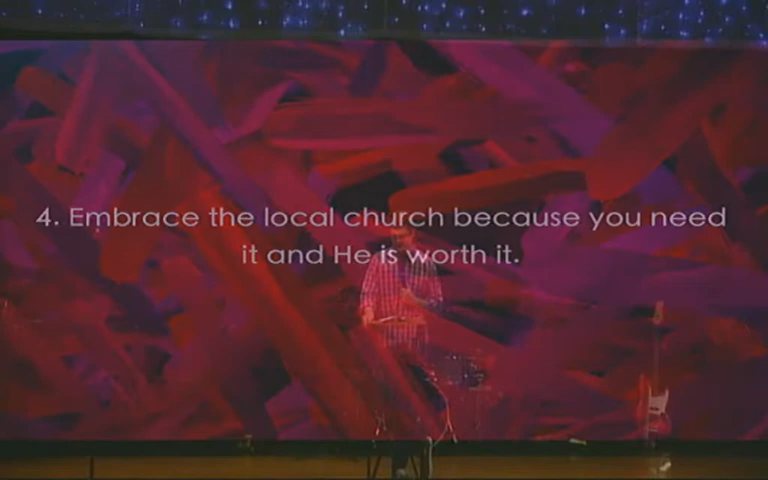 4. Embrace the local church because you need
it and He is worth it.